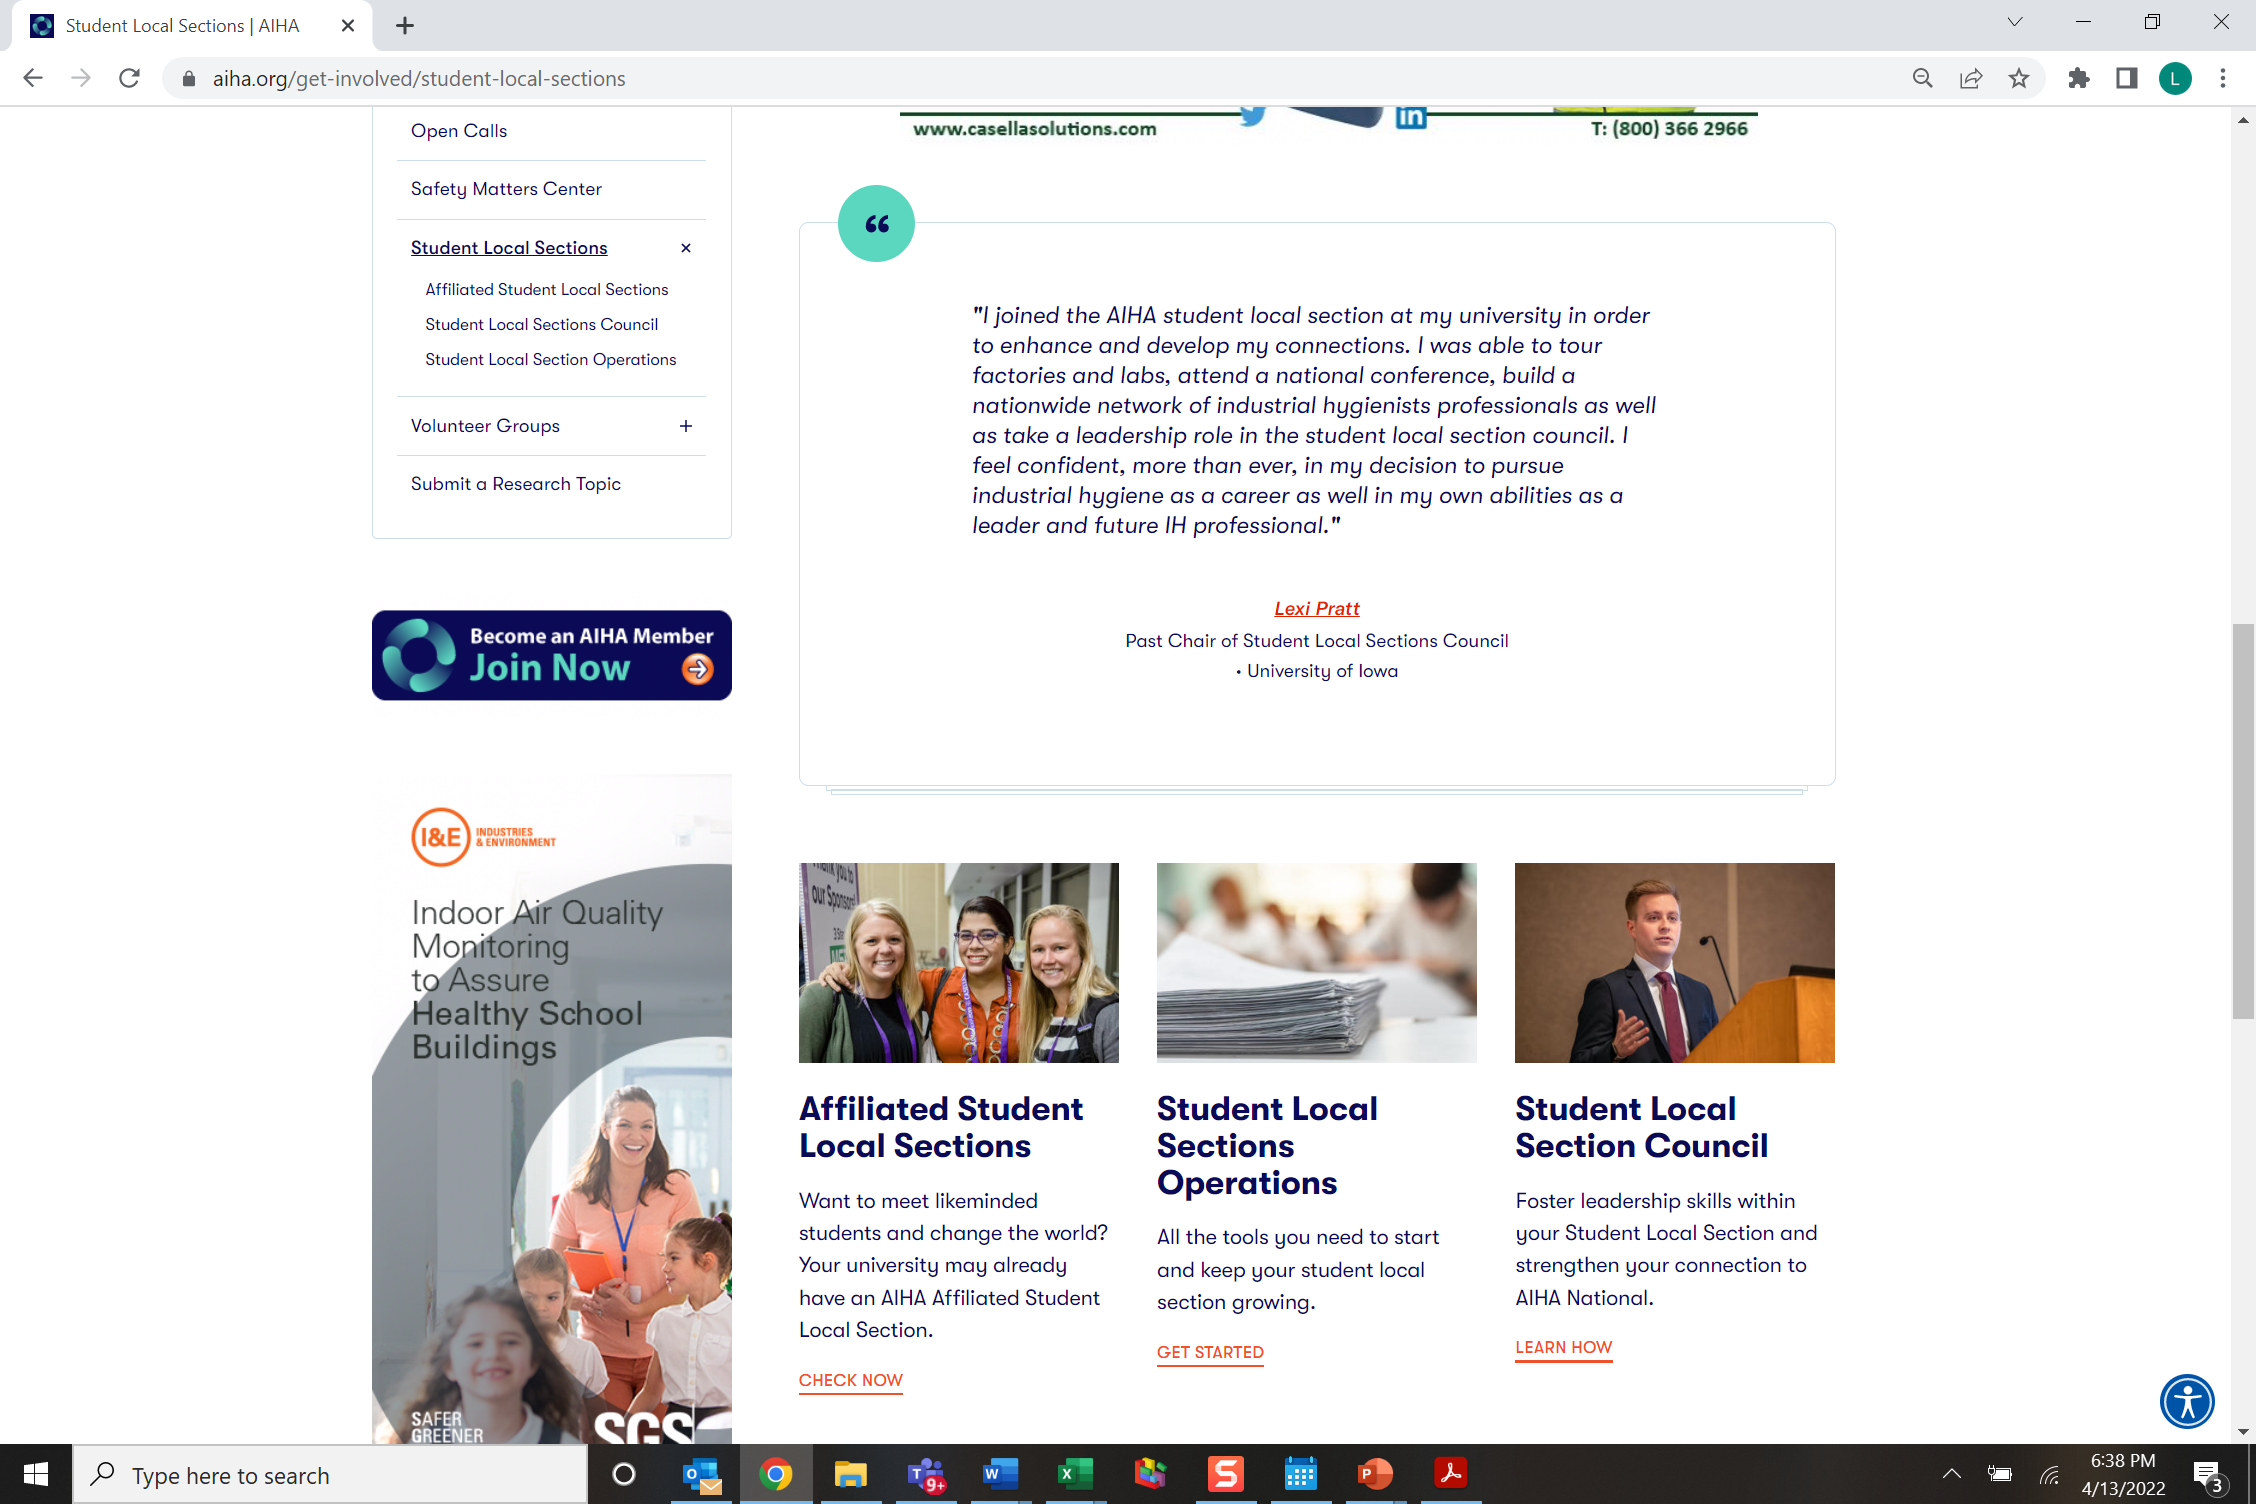 Student Local Sections | AIHA
aiha.org/get-involved/student-local-sections
L
Open Calls
Safety Matters Center
Student Local Sections
Affiliated Student Local Sections
Student Local Sections Council
Student Local Section Operations
Volunteer Groups
Submit a Research Topic
Become an AIHA Member
Join Now
I&E INDUSTRIES
& ENVIRONMENT
Indoor Air Quality
Monitoring
to Assure
Healthy School
Buildings
SAFER
GREENER
SGS
www.casellasolutions.com
in
T: (800) 366 2966
“
"I joined the AIHA student local section at my university in order
to enhance and develop my connections. I was able to tour
factories and labs, attend a national conference, build a
nationwide network of industrial hygienists professionals as well
as take a leadership role in the student local section council. I
feel confident, more than ever, in my decision to pursue
industrial hygiene as a career as well in my own abilities as a
leader and future IH professional."
Lexi Pratt
Past Chair of Student Local Sections Council
• University of Iowa
Thank you to
our Sponsors!
Affiliated Student
Local Sections
Want to meet likeminded
students and change the world?
Your university may already
have an AIHA Affiliated Student
Local Section.
CHECK NOW
Student Local
Sections
Operations
All the tools you need to start
and keep your student local
section growing.
GET STARTED
Student Local
Section Council
Foster leadership skills within
your Student Local Section and
strengthen your connection to
AIHA National.
LEARN HOW
Type here to search
O
T
9+
W
X
S
P
6:38 PM
4/13/2022
3